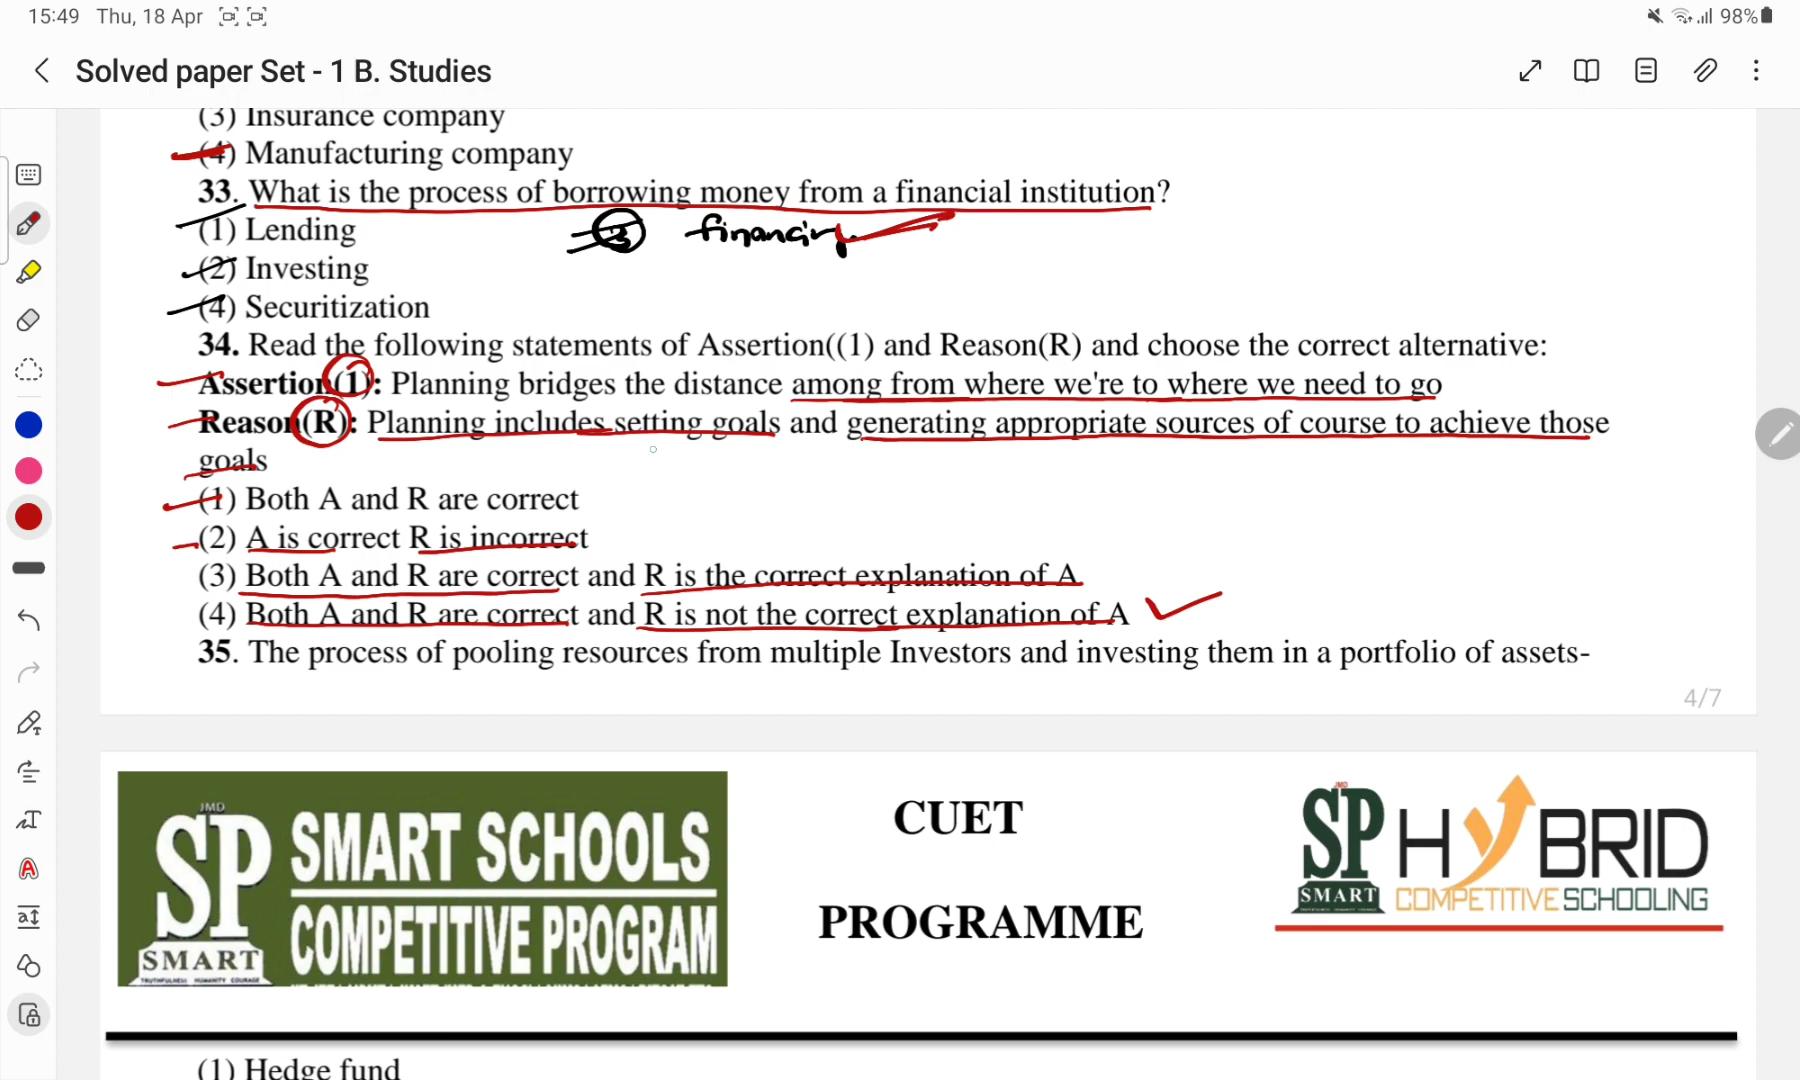 15:49 Thu, 18 Apr 98%
Solved paper Set - 1 B. Studies
(3) Insurance company
(4) Manufacturing company
33. What is the process of borrowing money from a financial institution?
(1) Lending
3 financing
(2) Investing
(4) Securitization
34. Read the following statements of Assertion((1) and Reason(R) and choose the correct alternative:
Assertion(1): Planning bridges the distance among from where we're to where we need to go
Reason(R): Planning includes setting goals and generating appropriate sources of course to achieve those
goals
(1) Both A and R are correct
(2) A is correct R is incorrect
(3) Both A and R are correct and R is the correct explanation of A
(4) Both A and R are correct and R is not the correct explanation of A
35. The process of pooling resources from multiple Investors and investing them in a portfolio of assets-
4/7
JMD
SP
SMART
TRUTHFULNESS HUMANITY COURAGE
SMART SCHOOLS
COMPETITIVE PROGRAM
CUET
PROGRAMME
JMD
SP
SMART
HYBRID
COMPETITIVE SCHOOLING
(1) Hedge fund